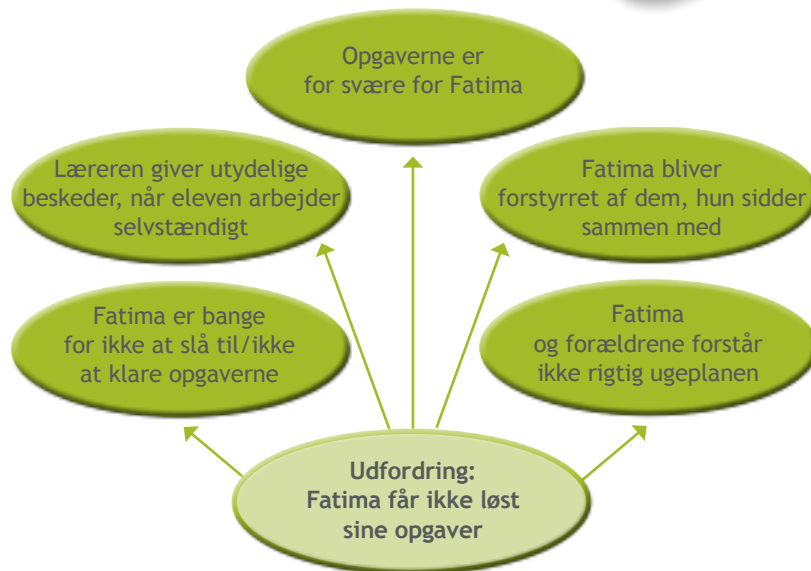 Opgaverne er
for svære for Fatima
Læreren giver utydelige
beskeder, når eleven arbejder
selvstændigt
Fatima bliver
forstyrret af dem, hun sidder
sammen med
Fatima er bange
for ikke at slå til/ikke
at klare opgaverne
Fatima
og forældrene forstår
ikke rigtig ugeplanen
Udfordring:
Fatima får ikke løst
sine opgaver